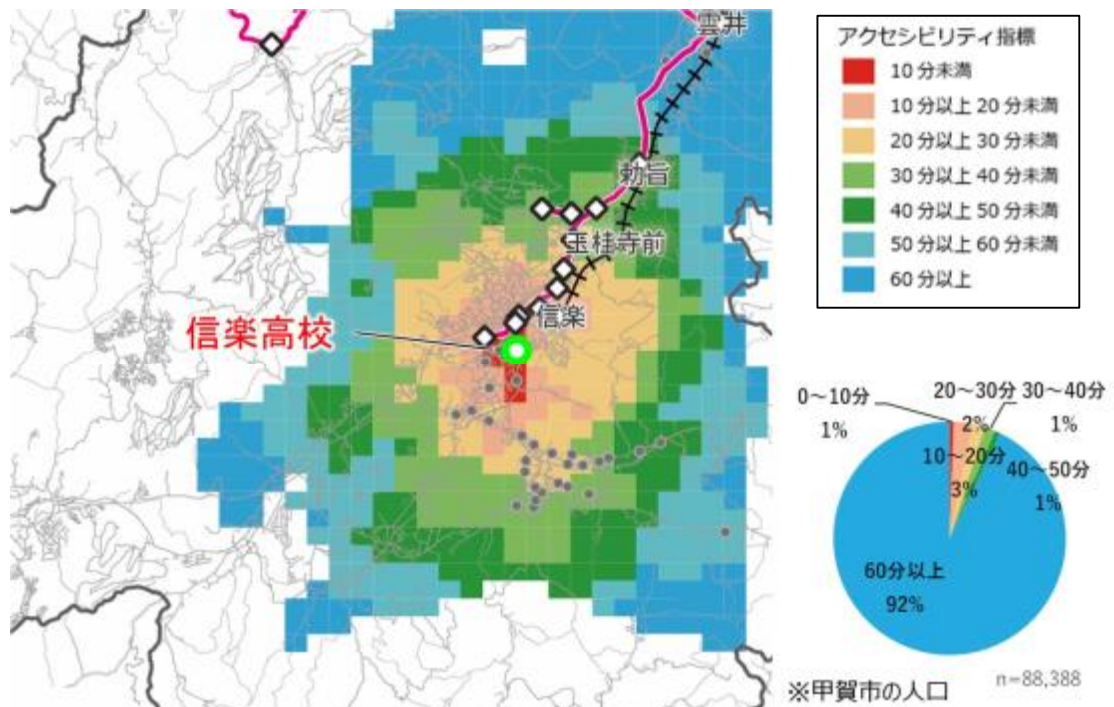 雲井
勅旨
玉桂寺前
信楽
信楽高校
アクセシビリティ指標
10分未満
10分以上20分未満
20分以上30分未満
30分以上40分未満
40分以上50分未満
50分以上60分未満
60分以上
0～10分
1%
20～30分
2%
30～40分
1%
10～20分
3%
40～50分
1%
60分以上
92%
※甲賀市の人口
n=88,388